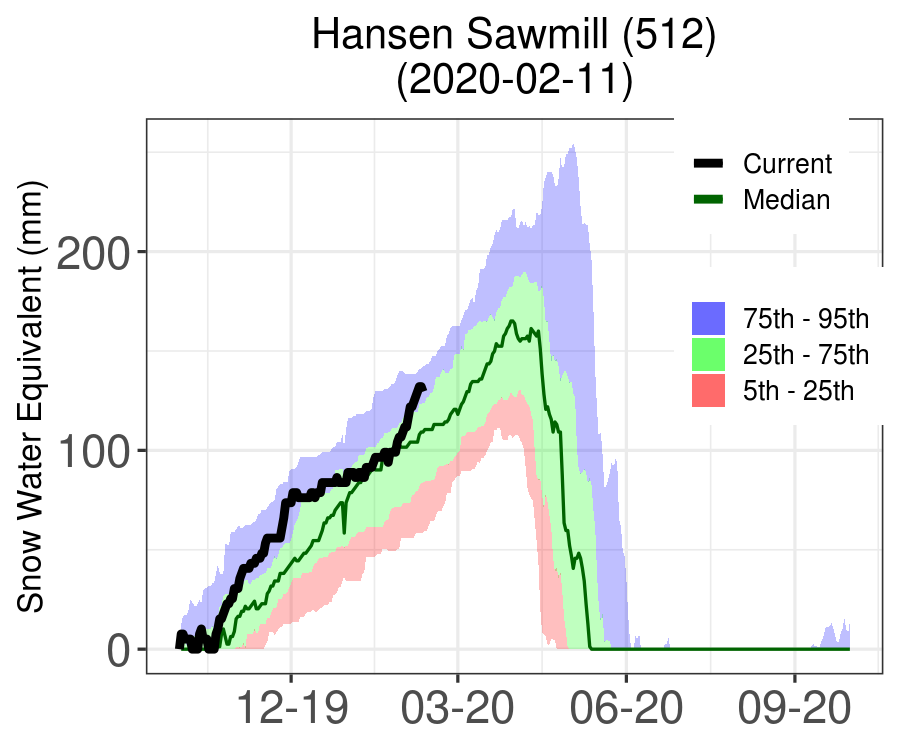 Hansen Sawmill (512)
(2020-02-11)
Snow Water Equivalent (mm)
200
100
0
12-19
03-20
06-20
09-20
Current
Median
75th - 95th
25th - 75th
5th - 25th